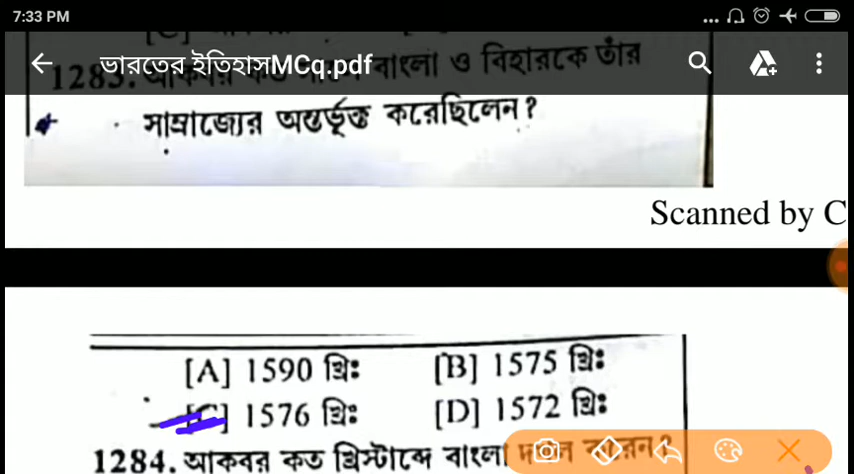 7:33 PM
ভারতের ইতিহাসMCq.pdf
1283. বাংলা ও বিহারকে তাঁর
সাম্রাজ্যের অন্তর্ভূক্ত করেছিলেন?
Scanned by C
[A] 1590 খ্রিঃ [B] 1575 খ্রিঃ
[C] 1576 খ্রিঃ [D] 1572 খ্রিঃ
1284. আকবর কত খ্রিস্টাব্দে বাংলা